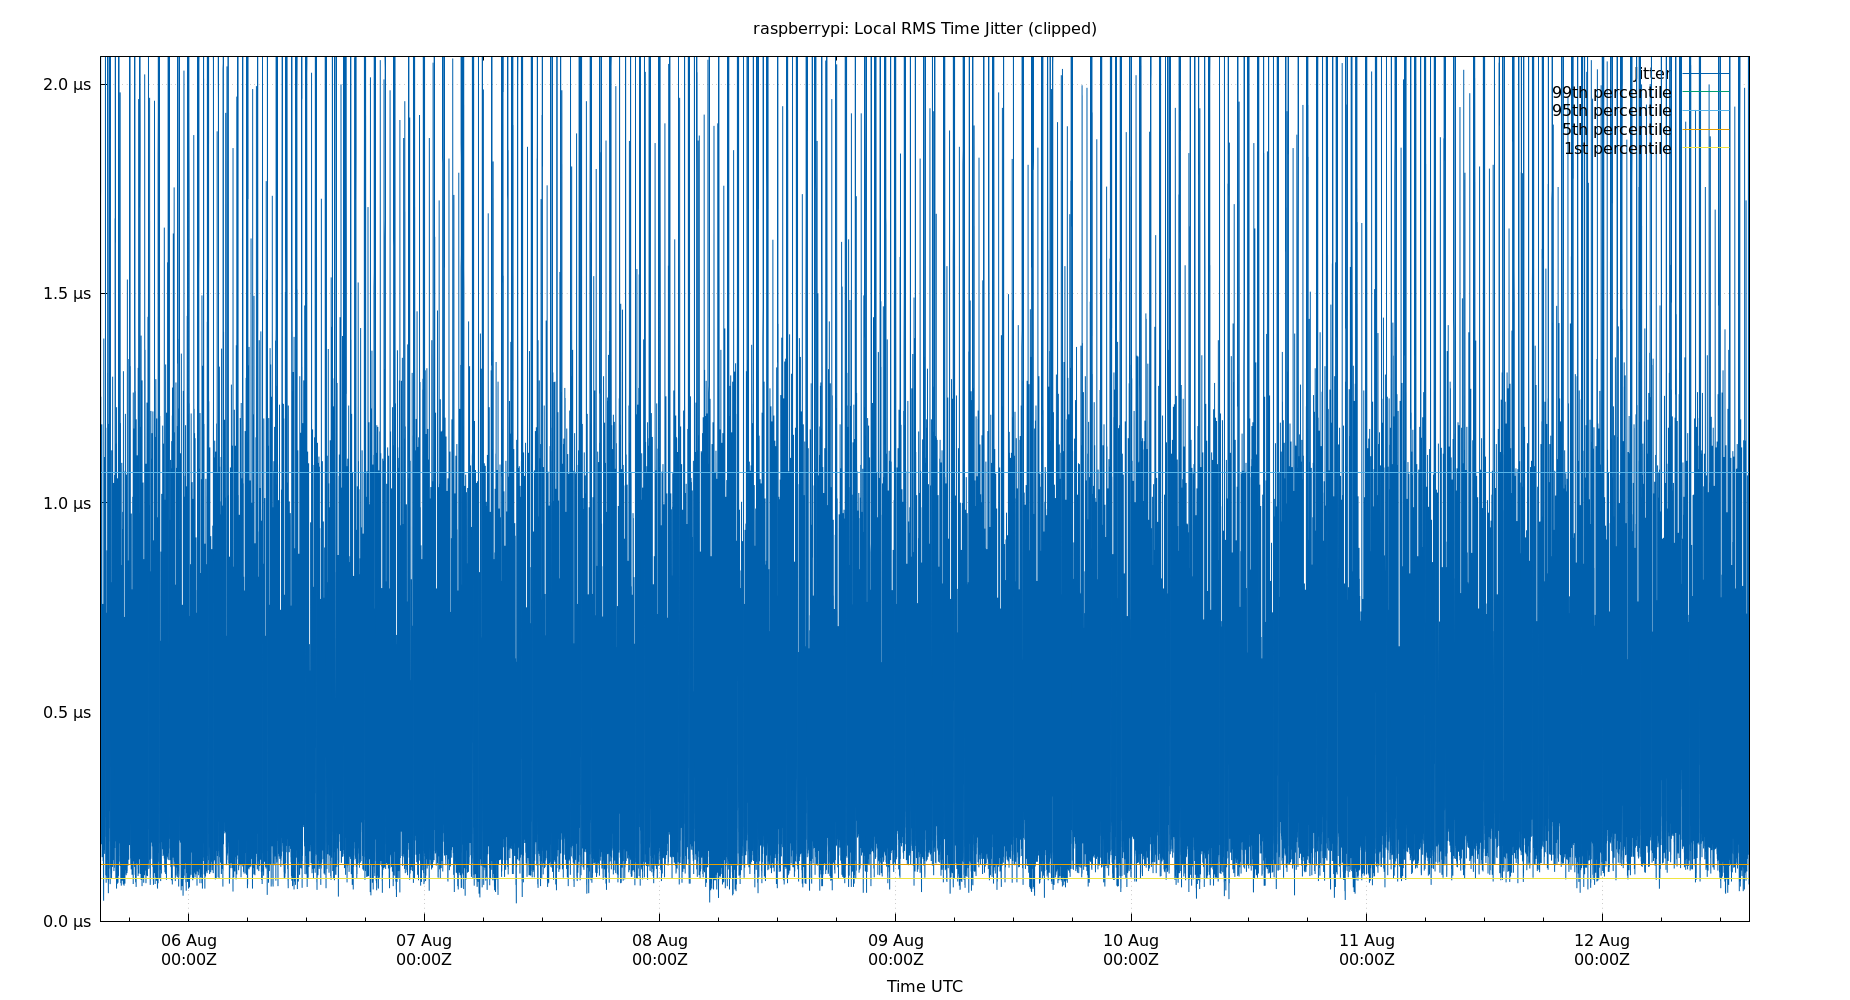 raspberrypi: Local RMS Time Jitter (clipped)
2.0 µs
1.5 µs
1.0 µs
0.5 µs
0.0 µs
jitter
99th percentile
95th percentile
5th percentile
1st percentile
06 Aug 07 Aug 08 Aug 09 Aug 10 Aug 11 Aug 12 Aug
00:00Z 00:00Z 00:00Z 00:00Z 00:00Z 00:00Z 00:00Z
Time UTC